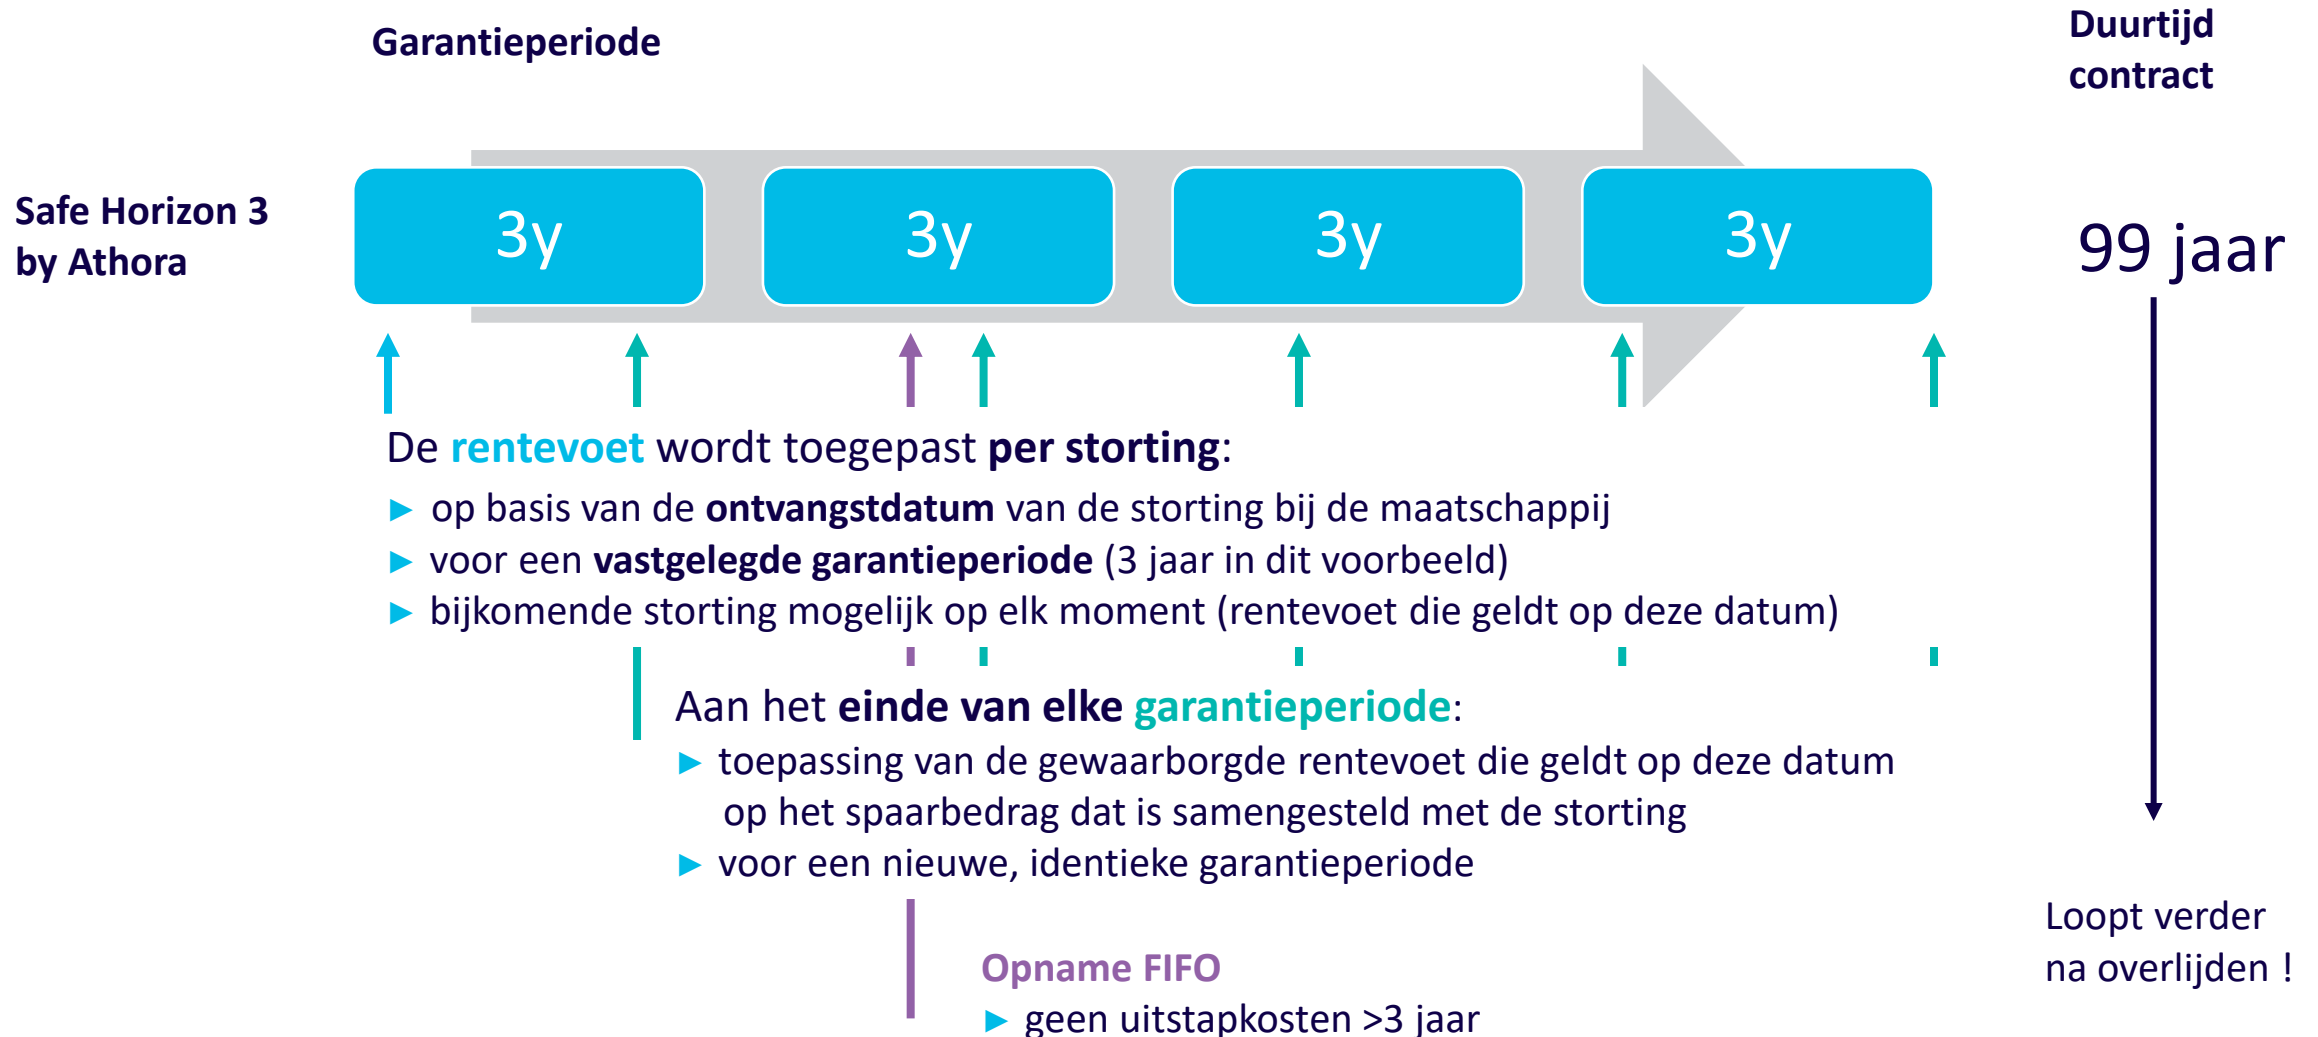 Garantieperiode
Duurtijd
contract
Safe Horizon 3
by Athora
3y
3y
3y
3y
99 jaar
De rentevoet wordt toegepast per storting:
► op basis van de ontvangstdatum van de storting bij de maatschappij
► voor een vastgelegde garantieperiode (3 jaar in dit voorbeeld)
► bijkomende storting mogelijk op elk moment (rentevoet die geldt op deze datum)
Aan het einde van elke garantieperiode:
► toepassing van de gewaarborgde rentevoet die geldt op deze datum
op het spaarbedrag dat is samengesteld met de storting
► voor een nieuwe, identieke garantieperiode
Loopt verder
na overlijden !
Opname FIFO
► geen uitstapkosten >3 jaar